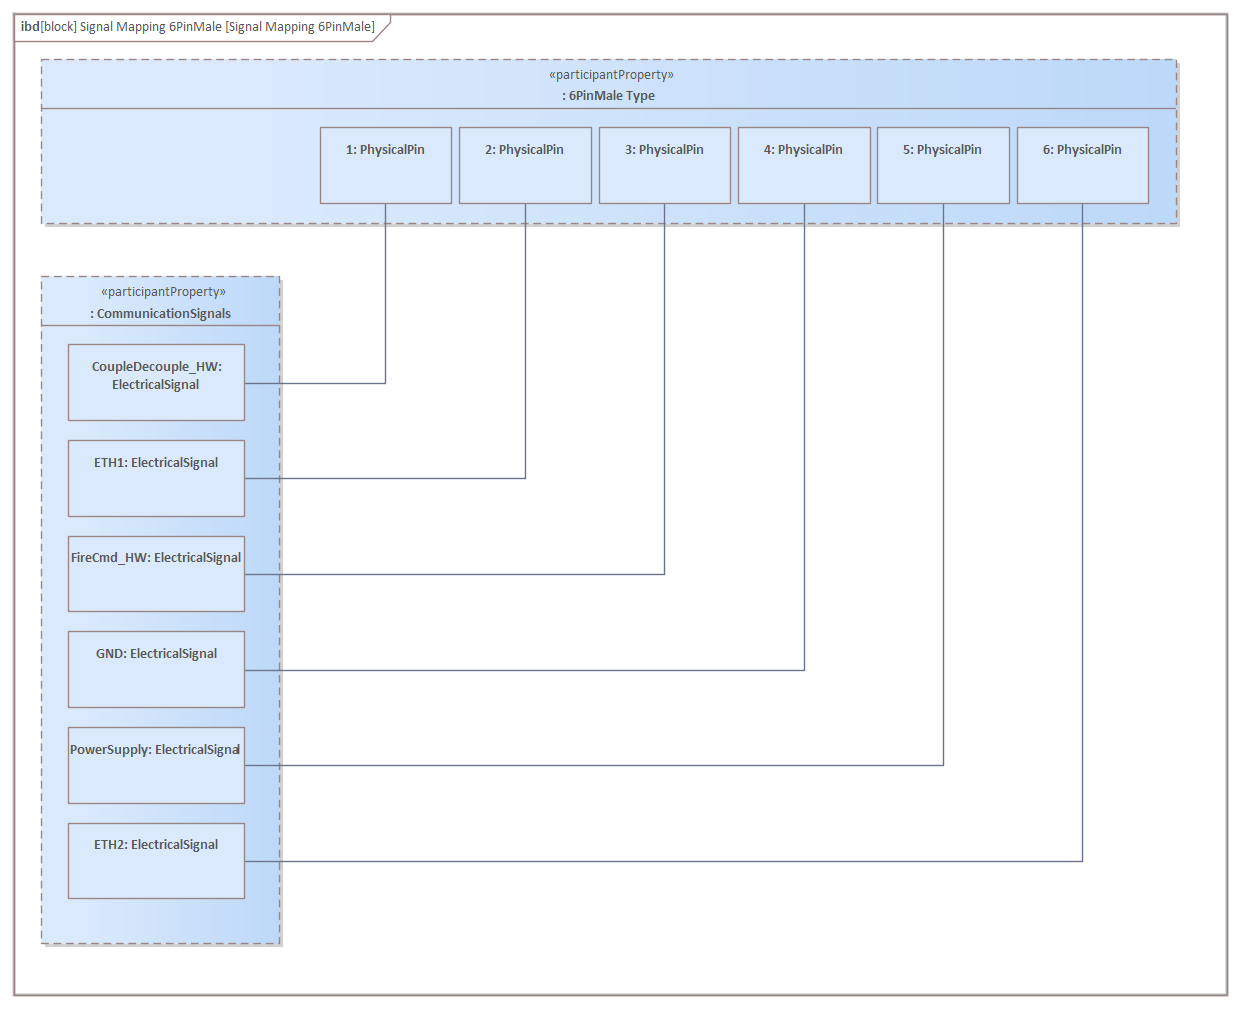 ibd[block] Signal Mapping 6PinMale [Signal Mapping 6PinMale]
«participantProperty»
: 6PinMale Type
1: PhysicalPin
2: PhysicalPin
3: PhysicalPin
4: PhysicalPin
5: PhysicalPin
6: PhysicalPin
«participantProperty»
: CommunicationSignals
CoupleDecouple_HW:
ElectricalSignal
ETH1: ElectricalSignal
FireCmd_HW: ElectricalSignal
GND: ElectricalSignal
PowerSupply: ElectricalSignal
ETH2: ElectricalSignal